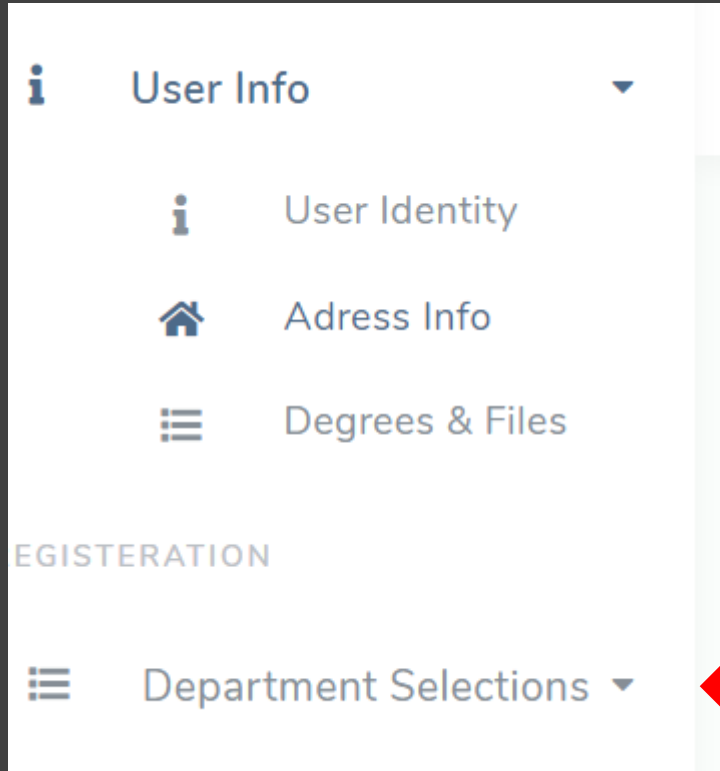 User Info
User Identity
Adress Info
Degrees & Files
EGISTERATION
Department Selections